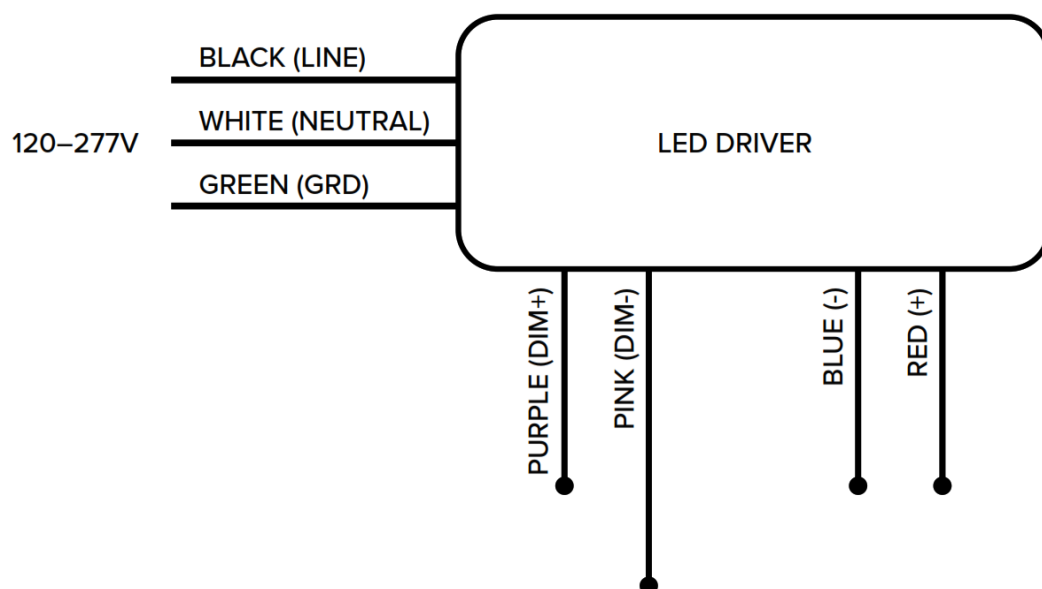 BLACK (LINE)
WHITE (NEUTRAL)
120–277V
LED DRIVER
GREEN (GRD)
PURPLE (DIM+)
PINK (DIM-)
BLUE (-)
RED (+)